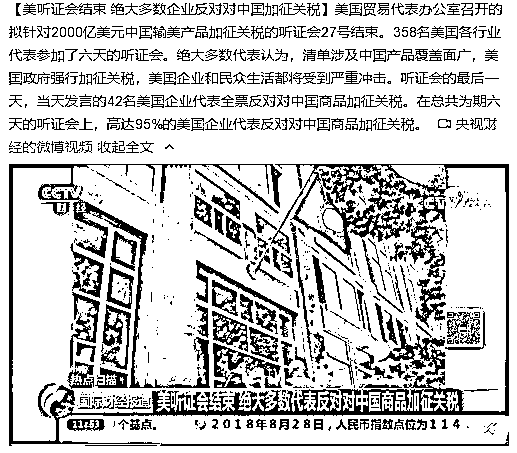 【美听证会结束 绝大多数企业反对对中国加征关税】美国贸易代表办公室召开的
拟针对2000亿美元中国输美产品加征关税的听证会27号结束。358名美国各行业
代表参加了六天的听证会。绝大多数代表认为，清单涉及中国产品覆盖面广，美
国政府强行加征关税，美国企业和民众生活都将受到严重冲击。听证会的最后一
天，当天发言的42名美国企业代表全票反对对中国商品加征关税。在总共为期六
天的听证会上，高达95%的美国企业代表反对对中国商品加征关税。 央视财
经的微博视频 收起全文
CCTV
热点扫描
国际财经报道 美听证会结束 绝大多数代表反对对中国商品加征关税
11:53 个基点。 2018年8月28日，人民币指数点位为114.